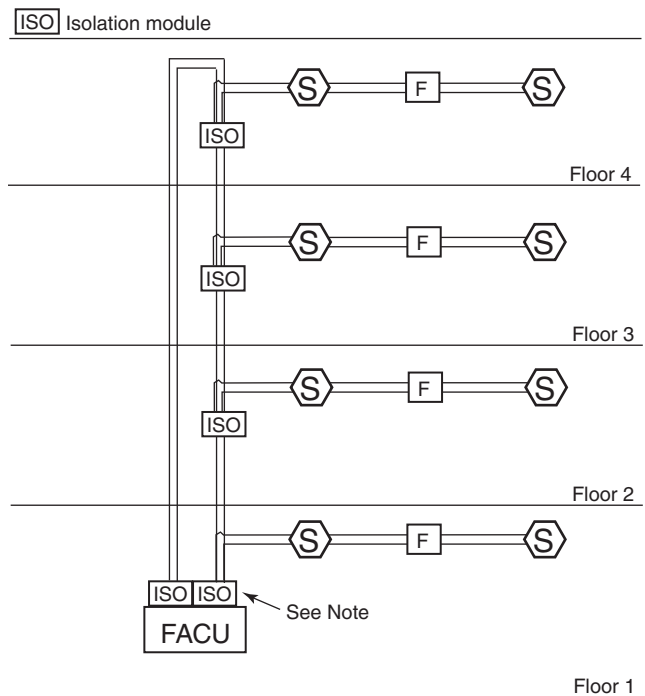 ISO Isolation module
S F S
ISO
Floor 4
S F S
ISO
Floor 3
S F S
ISO
Floor 2
S F S
ISO ISO
See Note
FACU
Floor 1